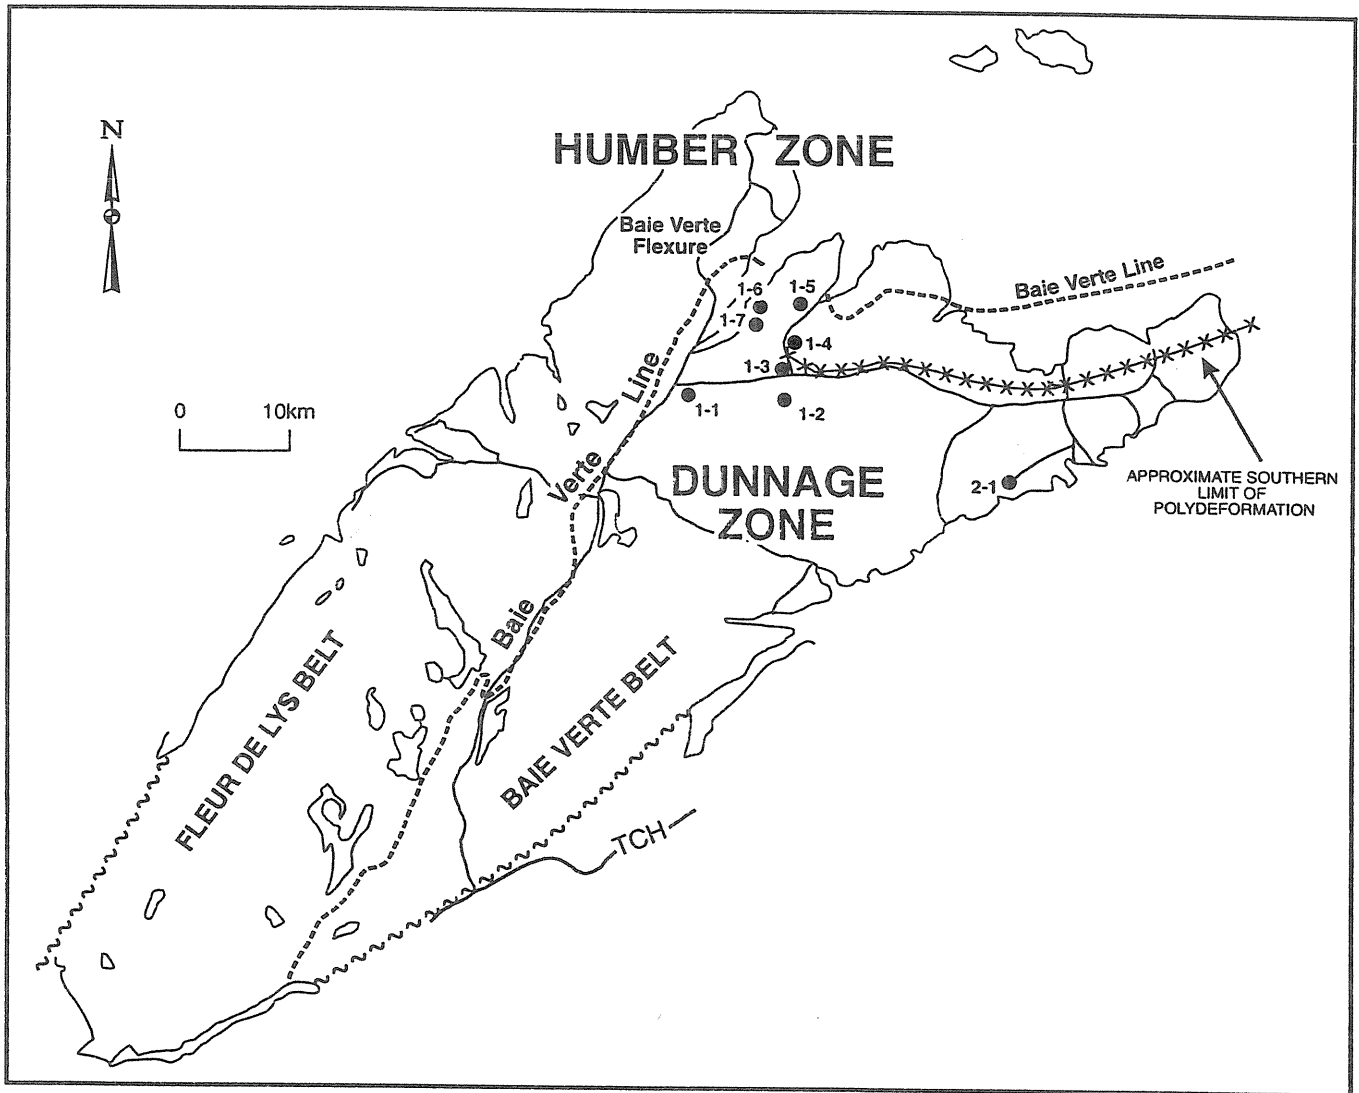 N
HUMBER ZONE
Baie Verte
Flexure
Baie Verte Line
1-6
1-5
1-7
1-4
1-3
1-1
1-2
0 10km
Baie Verte Line
DUNNAGE
ZONE
2-1
APPROXIMATE SOUTHERN
LIMIT OF
POLYDEFORMATION
FLEUR DE LYS BELT
BAIE VERTE BELT
TCH